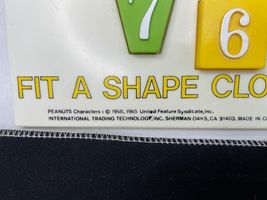 7 6
FIT A SHAPE CLO
PEANUTS Characters: © 1958, 1965 United Feature Syndicate, Inc.
INTERNATIONAL TRADING TECHNOLOGY, INC. SHERMAN OAKS, CA 91403. MADE IN C